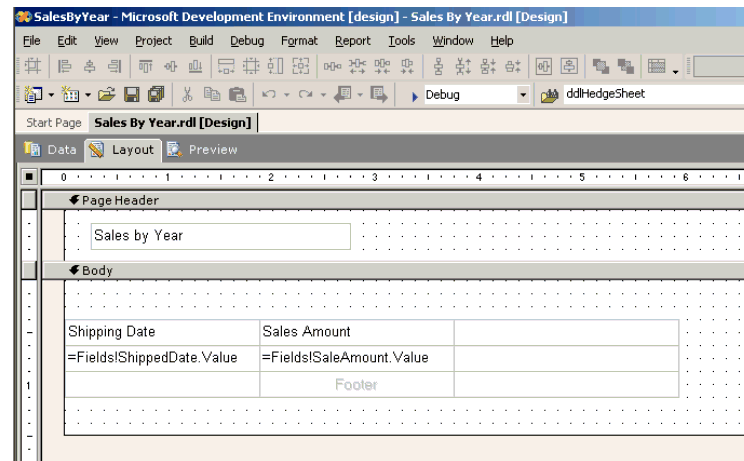 SalesByYear - Microsoft Development Environment [design] - Sales By Year.rdl [Design]
File Edit View Project Build Debug Format Report Tools Window Help
Debug ddlHedgeSheet
Start Page Sales By Year.rdl [Design]
Data Layout Preview
0 1 2 3 4 5 6
Page Header
Sales by Year
Body
Shipping Date Sales Amount
=Fields!ShippedDate.Value =Fields!SaleAmount.Value
1 Footer